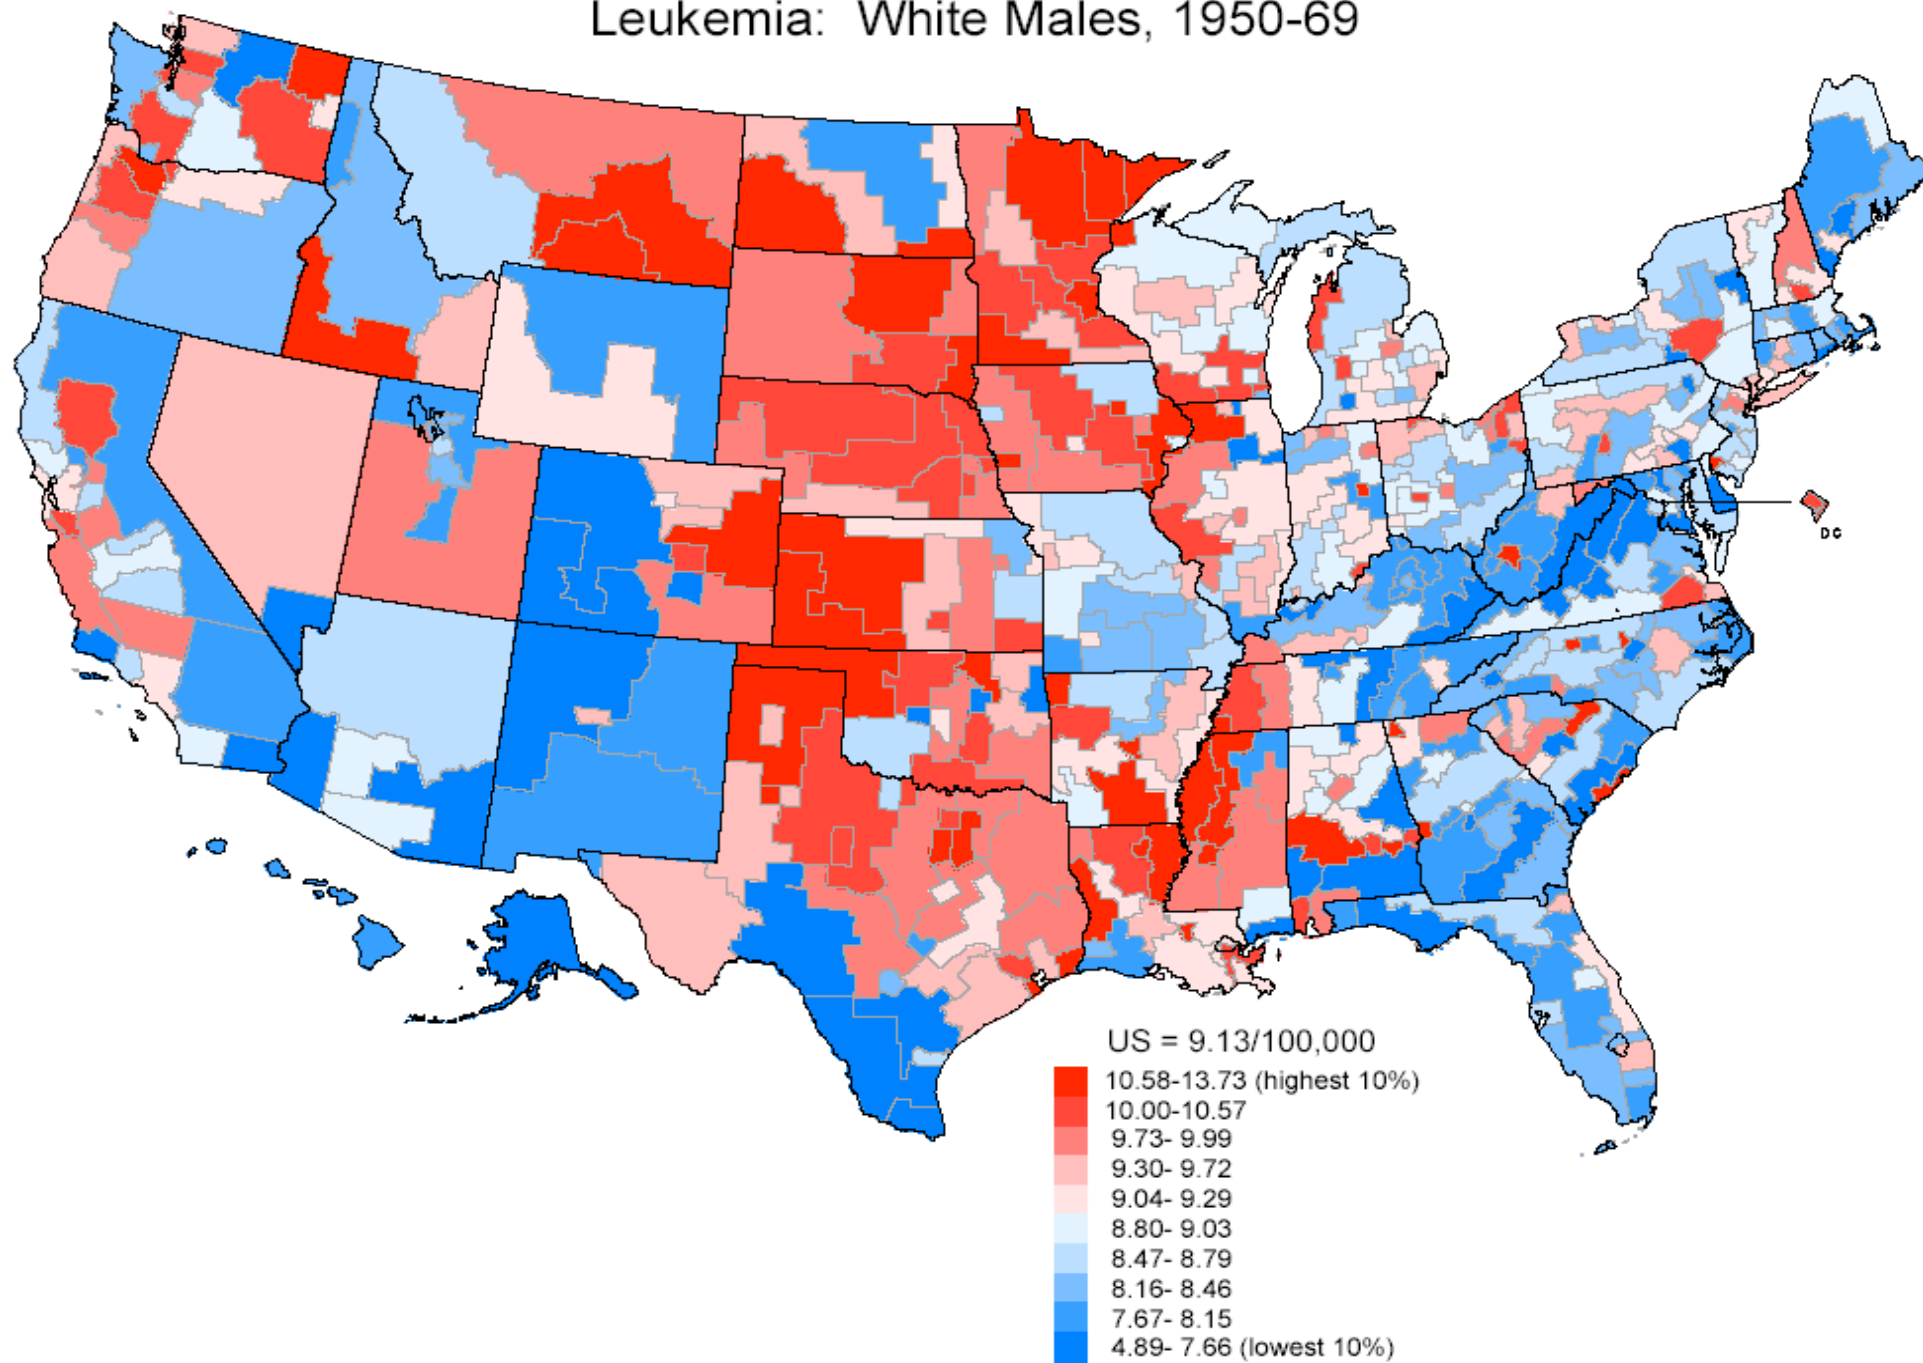 Leukemia: White Males, 1950-69
DC
US = 9.13/100,000
10.58-13.73 (highest 10%)
10.00-10.57
9.73- 9.99
9.30- 9.72
9.04- 9.29
8.80- 9.03
8.47- 8.79
8.16- 8.46
7.67- 8.15
4.89- 7.66 (lowest 10%)